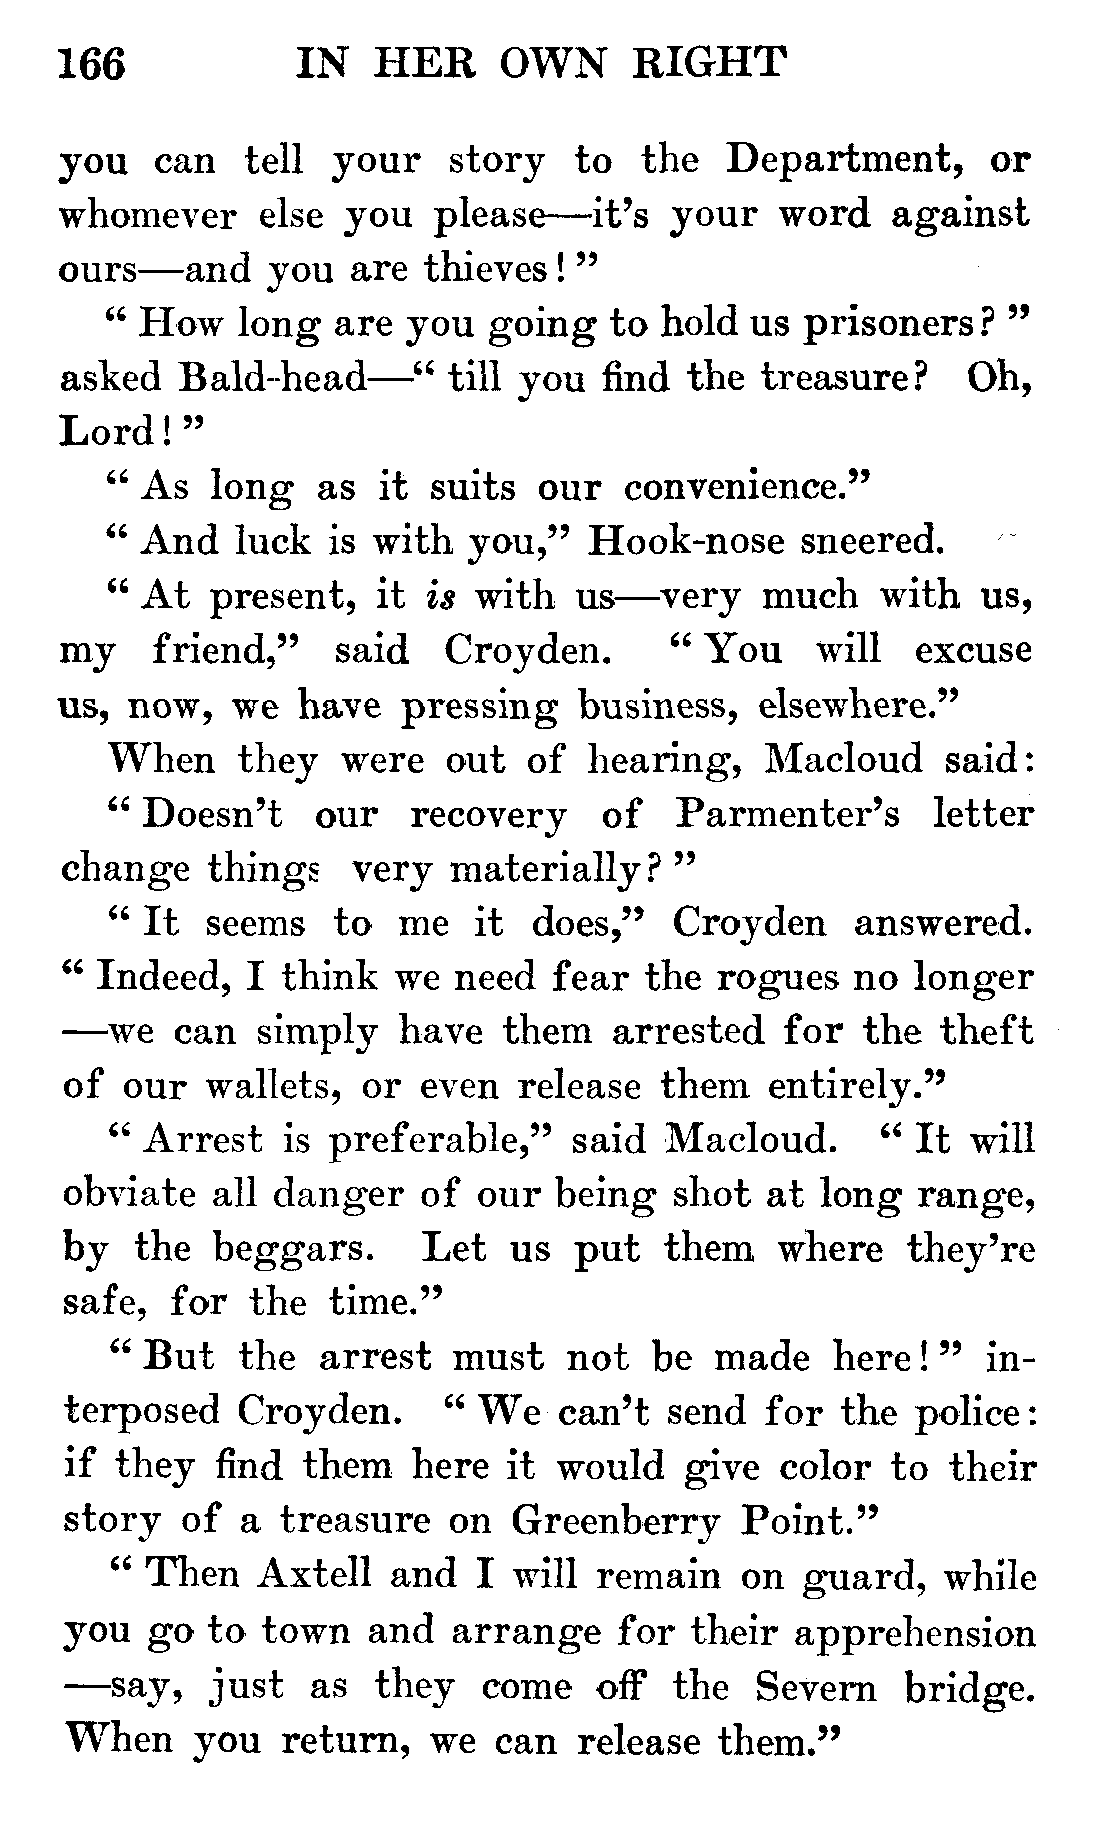 166 IN HER OWN RIGHT
you can tell your story to the Department, or
whomever else you please—it's your word against
ours—and you are thieves!"
"How long are you going to hold us prisoners?"
asked Bald-head—"till you find the treasure? Oh,
Lord!"
"As long as it suits our convenience."
"And luck is with you," Hook-nose sneered.
"At present, it is with us—very much with us,
my friend," said Croyden. "You will excuse
us, now, we have pressing business, elsewhere."
When they were out of hearing, Macloud said:
"Doesn't our recovery of Parmenter's letter
change things very materially?"
"It seems to me it does," Croyden answered.
"Indeed, I think we need fear the rogues no longer
—we can simply have them arrested for the theft
of our wallets, or even release them entirely."
"Arrest is preferable," said Macloud. "It will
obviate all danger of our being shot at long range,
by the beggars. Let us put them where they're
safe, for the time."
"But the arrest must not be made here!" in-
terposed Croyden. "We can't send for the police:
if they find them here it would give color to their
story of a treasure on Greenberry Point."
"Then Axtell and I will remain on guard, while
you go to town and arrange for their apprehension
—say, just as they come off the Severn bridge.
When you return, we can release them."